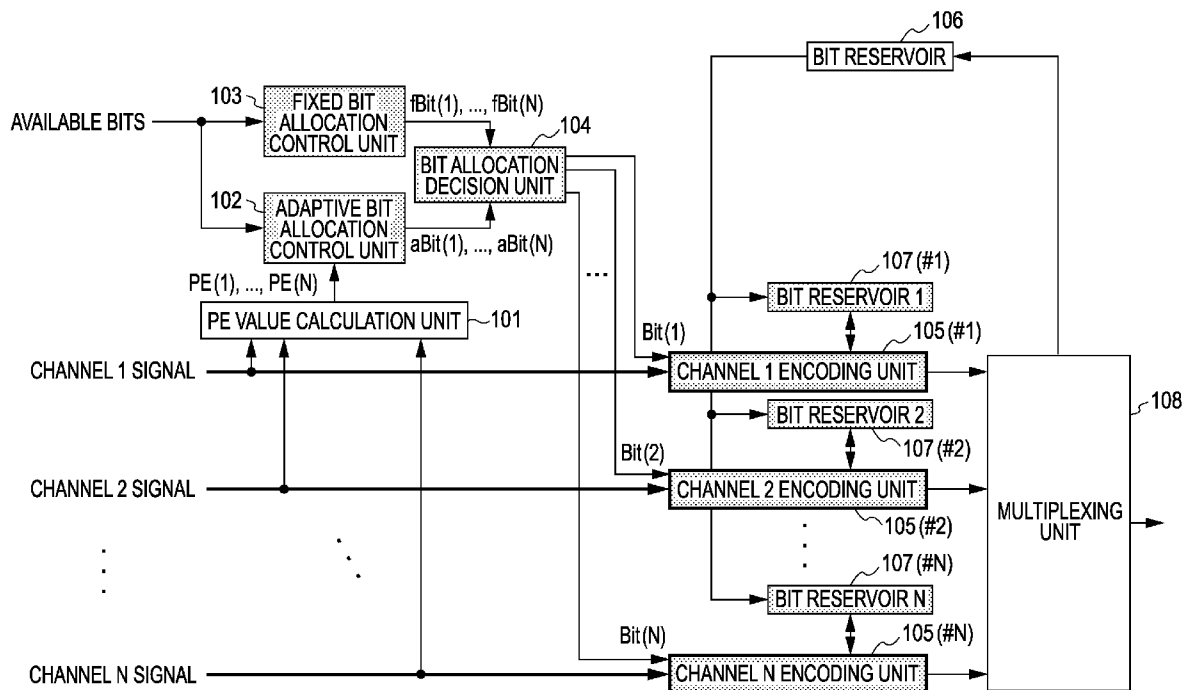 106
BIT RESERVOIR
103
FIXED BIT
ALLOCATION
CONTROL UNIT
fBit(1), ..., fBit(N)
AVAILABLE BITS
104
BIT ALLOCATION
DECISION UNIT
102
ADAPTIVE BIT
ALLOCATION
CONTROL UNIT
aBit(1), ..., aBit(N)
...
PE(1), ..., PE(N)
PE VALUE CALCULATION UNIT
101
107(#1)
BIT RESERVOIR 1
Bit(1)
105(#1)
CHANNEL 1 SIGNAL
CHANNEL 1 ENCODING UNIT
108
BIT RESERVOIR 2
107(#2)
Bit(2)
CHANNEL 2 SIGNAL
CHANNEL 2 ENCODING UNIT
105(#2)
MULTIPLEXING
UNIT
107(#N)
BIT RESERVOIR N
Bit(N)
105(#N)
CHANNEL N SIGNAL
CHANNEL N ENCODING UNIT